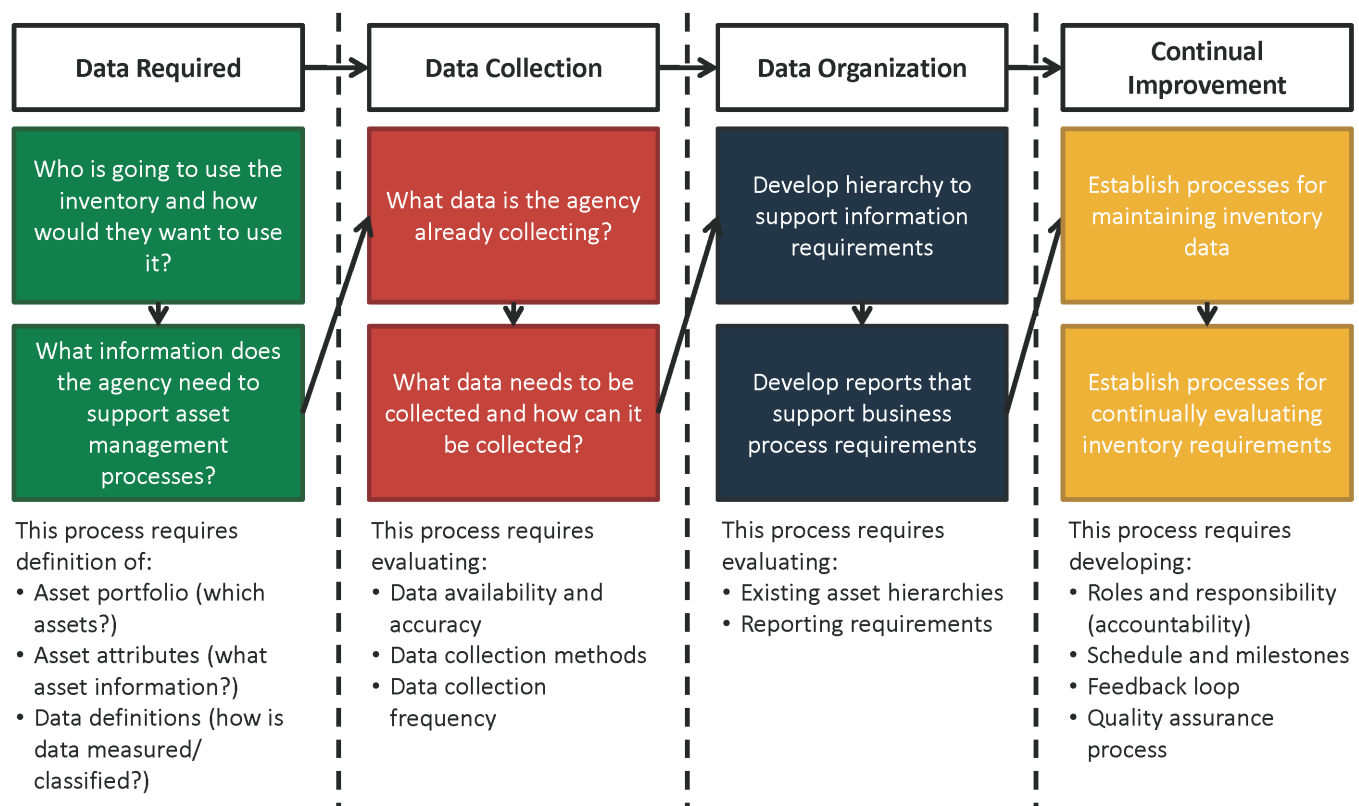 Data Required
Data Collection
Data Organization
Continual
Improvement
Who is going to use the
inventory and how
would they want to use
it?
What information does
the agency need to
support asset
management
processes?
This process requires
definition of:
• Asset portfolio (which
assets?)
• Asset attributes (what
asset information?)
• Data definitions (how is
data measured/
classified?)
What data is the agency
already collecting?
What data needs to be
collected and how can it
be collected?
This process requires
evaluating:
• Data availability and
accuracy
• Data collection methods
• Data collection
frequency
Develop hierarchy to
support information
requirements
Develop reports that
support business
process requirements
This process requires
evaluating:
• Existing asset hierarchies
• Reporting requirements
Establish processes for
maintaining inventory
data
Establish processes for
continually evaluating
inventory requirements
This process requires
developing:
• Roles and responsibility
(accountability)
• Schedule and milestones
• Feedback loop
• Quality assurance
process